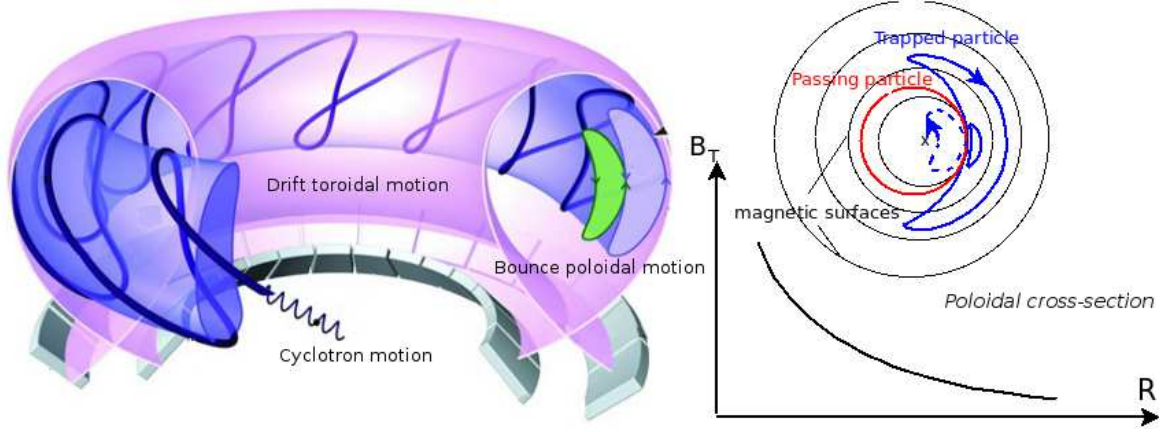 Drift toroidal motion
Bounce poloidal motion
Cyclotron motion
Trapped particle
Passing particle
B_T
magnetic surfaces
x
Poloidal cross-section
R